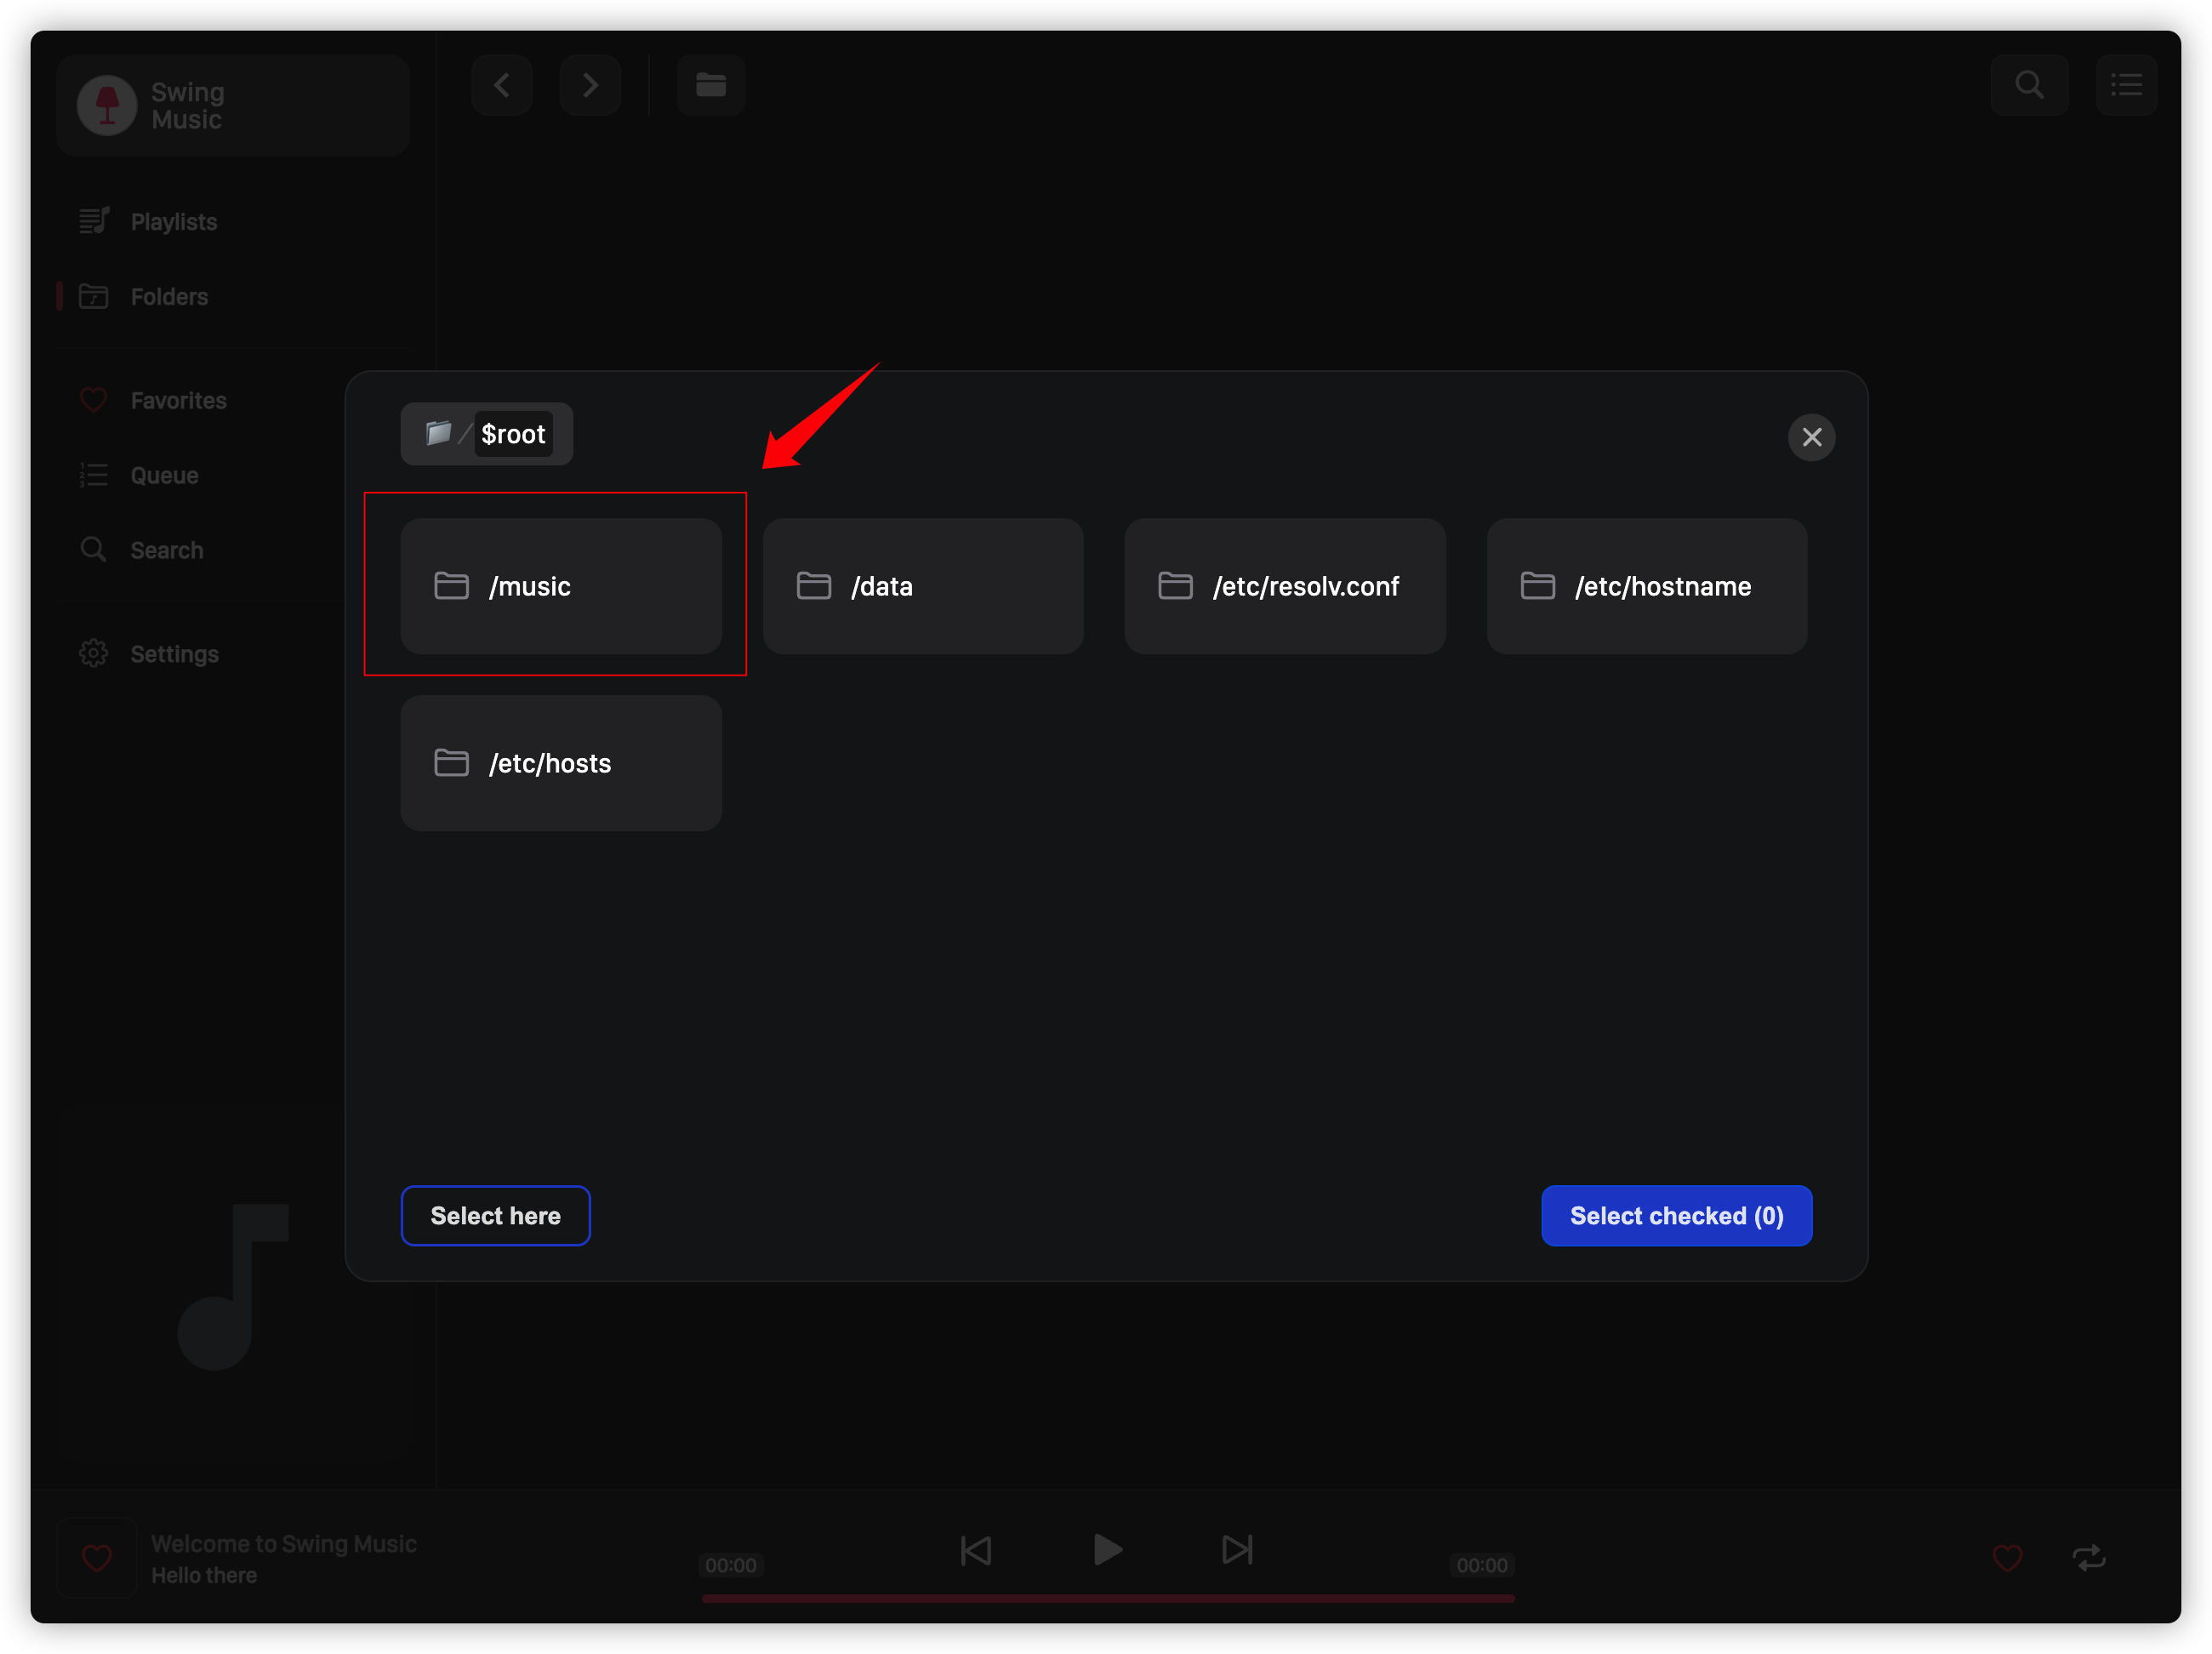 Swing
Music
Playlists
Folders
Favorites
Queue
Search
Settings
/ $root
/music
/data
/etc/resolv.conf
/etc/hostname
/etc/hosts
Select here
Select checked (0)
Welcome to Swing Music
Hello there
00:00
00:00